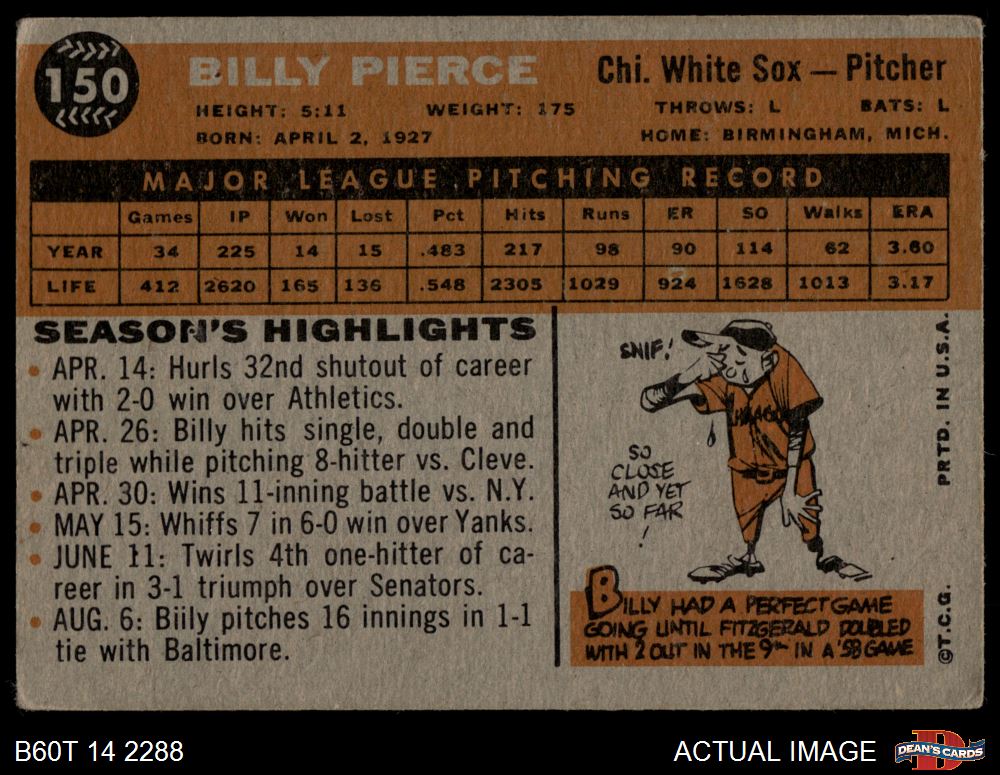 150
BILLY PIERCE
Chi. White Sox — Pitcher
HEIGHT: 5:11 WEIGHT: 175 THROWS: L BATS: L
BORN: APRIL 2, 1927 HOME: BIRMINGHAM, MICH.
MAJOR LEAGUE PITCHING RECORD
Games IP Won Lost Pct Hits Runs ER SO Walks ERA
YEAR 34 225 14 15 .483 217 98 90 114 62 3.60
LIFE 412 2620 165 136 .548 2305 1029 924 1628 1013 3.17
SEASON'S HIGHLIGHTS
• APR. 14: Hurls 32nd shutout of career
with 2-0 win over Athletics.
• APR. 26: Billy hits single, double and
triple while pitching 8-hitter vs. Cleve.
• APR. 30: Wins 11-inning battle vs. N.Y.
• MAY 15: Whiffs 7 in 6-0 win over Yanks.
• JUNE 11: Twirls 4th one-hitter of ca-
reer in 3-1 triumph over Senators.
• AUG. 6: Billy pitches 16 innings in 1-1
tie with Baltimore.
SNIF!
SO
CLOSE
AND YET
SO FAR
!
BILLY HAD A PERFECT GAME
GOING UNTIL FITZGERALD DOUBLED
WITH 2 OUT IN THE 9TH IN A '58 GAME
©T.C.G. PRTD. IN U.S.A.
B60T 14 2288
ACTUAL IMAGE
D
DEAN'S CARDS